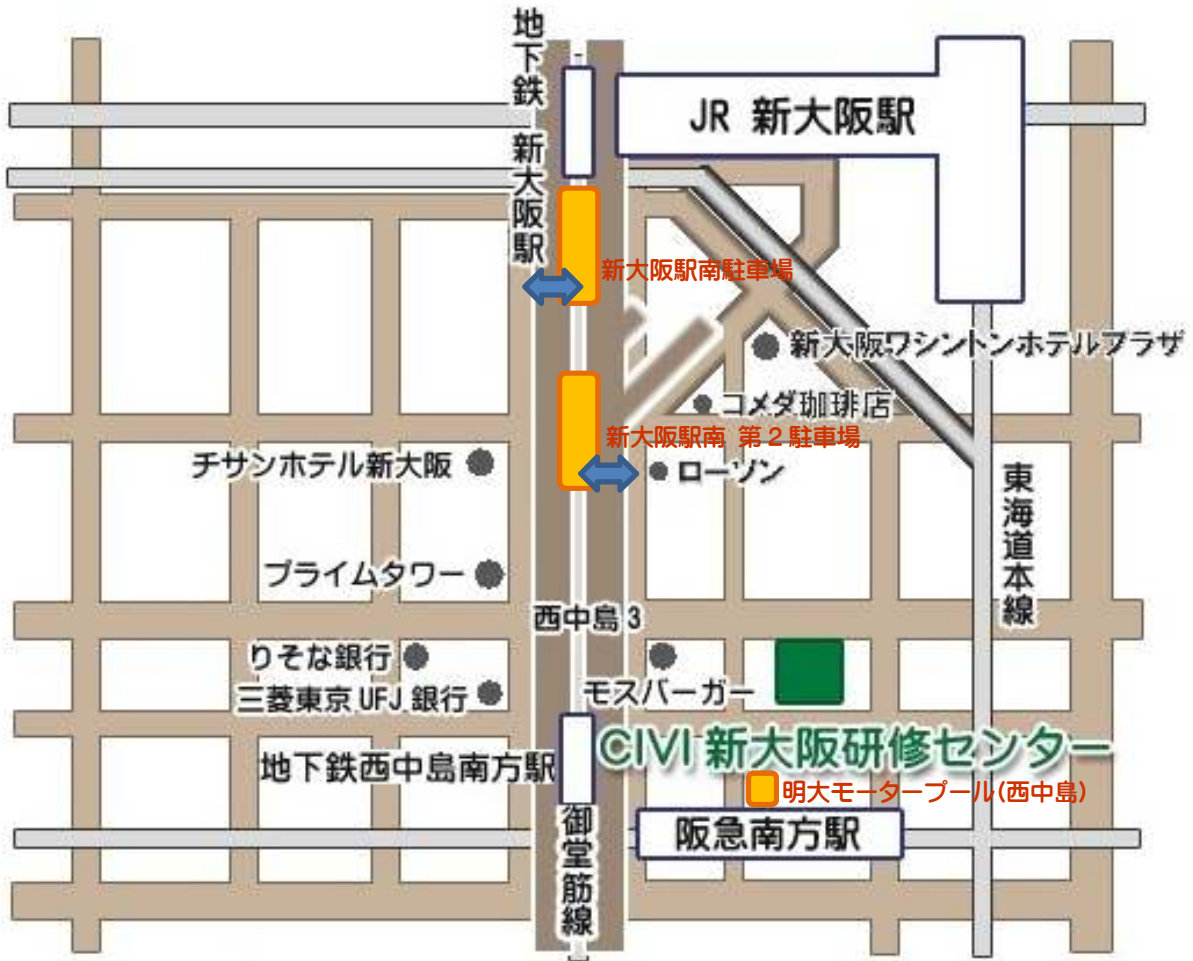 地下鉄 新大阪駅
JR 新大阪駅
新大阪駅南駐車場
新大阪ワシントンホテルプラザ
コメダ珈琲店
新大阪駅南 第2駐車場
チサンホテル新大阪
ローソン
東海道本線
プライムタワー
西中島3
りそな銀行
三菱東京UFJ銀行
モスバーガー
CIVI新大阪研修センター
地下鉄西中島南方駅
明大モータープール(西中島)
阪急南方駅
御堂筋線